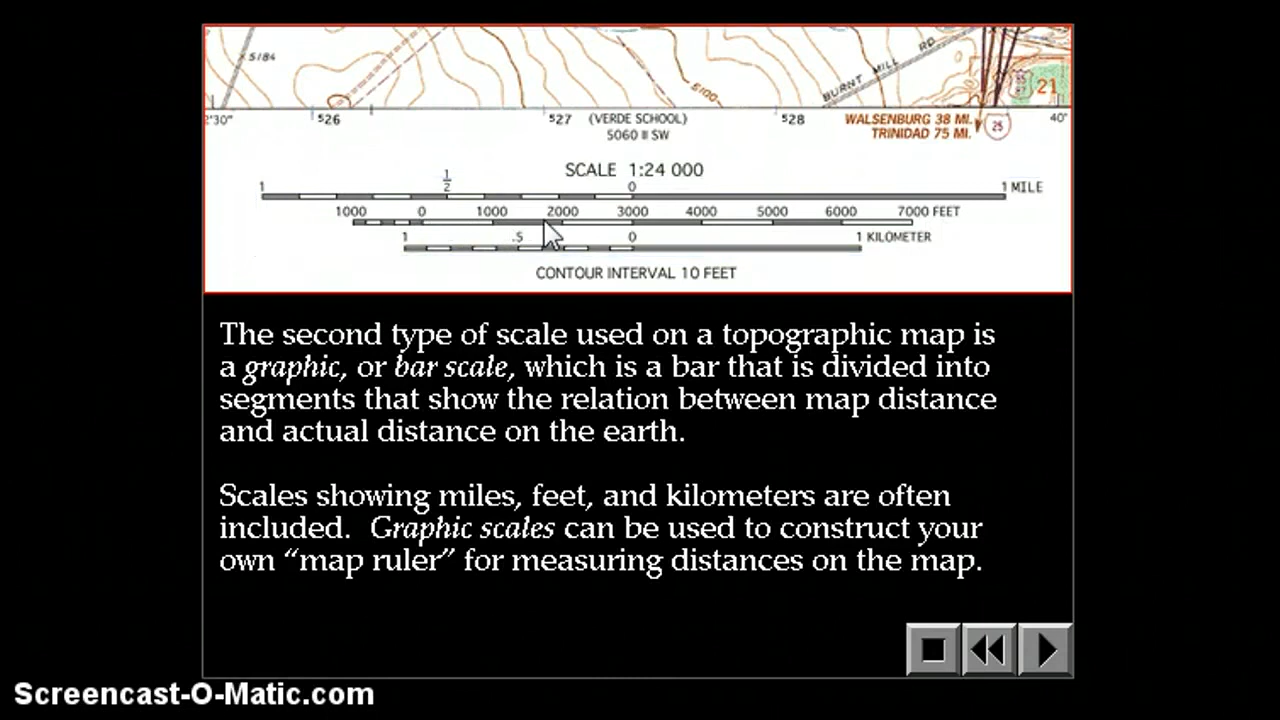 ×5184
5100
BURNT MILL RD
21
2'30"
526
527
(VERDE SCHOOL)
5060 II SW
528
WALSENBURG 38 MI.
TRINIDAD 75 MI.
25
40'
SCALE 1:24 000
1 1/2 0 1 MILE
1000 0 1000 2000 3000 4000 5000 6000 7000 FEET
1 .5 0 1 KILOMETER
CONTOUR INTERVAL 10 FEET
The second type of scale used on a topographic map is
a graphic, or bar scale, which is a bar that is divided into
segments that show the relation between map distance
and actual distance on the earth.
Scales showing miles, feet, and kilometers are often
included. Graphic scales can be used to construct your
own “map ruler” for measuring distances on the map.
Screencast-O-Matic.com